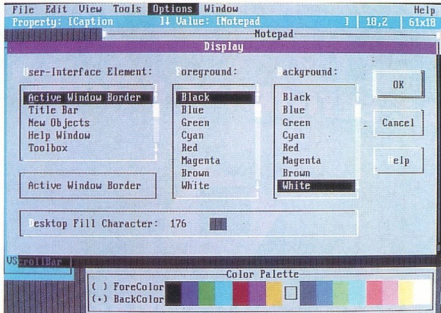 File Edit View Tools Options Window Help
Property: [Caption ]↓ Value: [Notepad ] 18,2 61x18
Notepad
Display
User-Interface Element: Foreground: Background:
Active Window Border Black Black OK
Title Bar Blue Blue
New Objects Green Green
Help Window Cyan Cyan Cancel
Toolbox Red Red
Magenta Magenta
Brown Brown Help
Active Window Border White White
Desktop Fill Character: 176
VScrollBar
Color Palette
( ) ForeColor
(•) BackColor